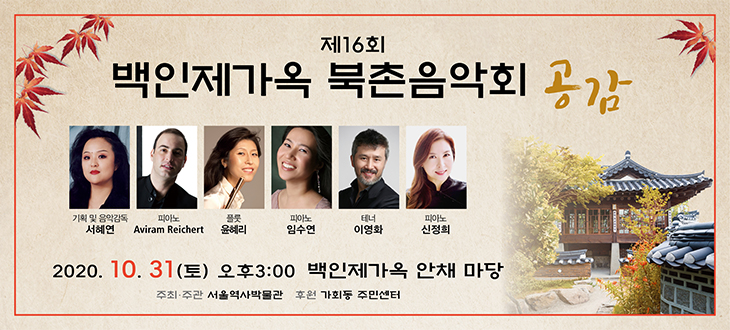 제16회
백인제가옥 북촌음악회 공감
기획 및 음악감독 피아노 플룻 피아노 테너 피아노
서혜연 Aviram Reichert 윤혜리 임수연 이영화 신정희
2020. 10. 31(토) 오후3:00 백인제가옥 안채 마당
주최·주관 서울역사박물관 후원 가회동 주민센터